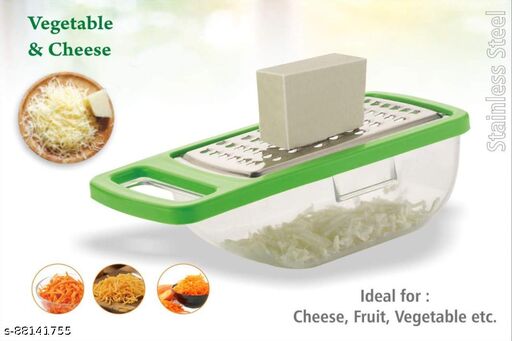 Vegetable
& Cheese
Stainless Steel
Ideal for :
Cheese, Fruit, Vegetable etc.
s-88141755